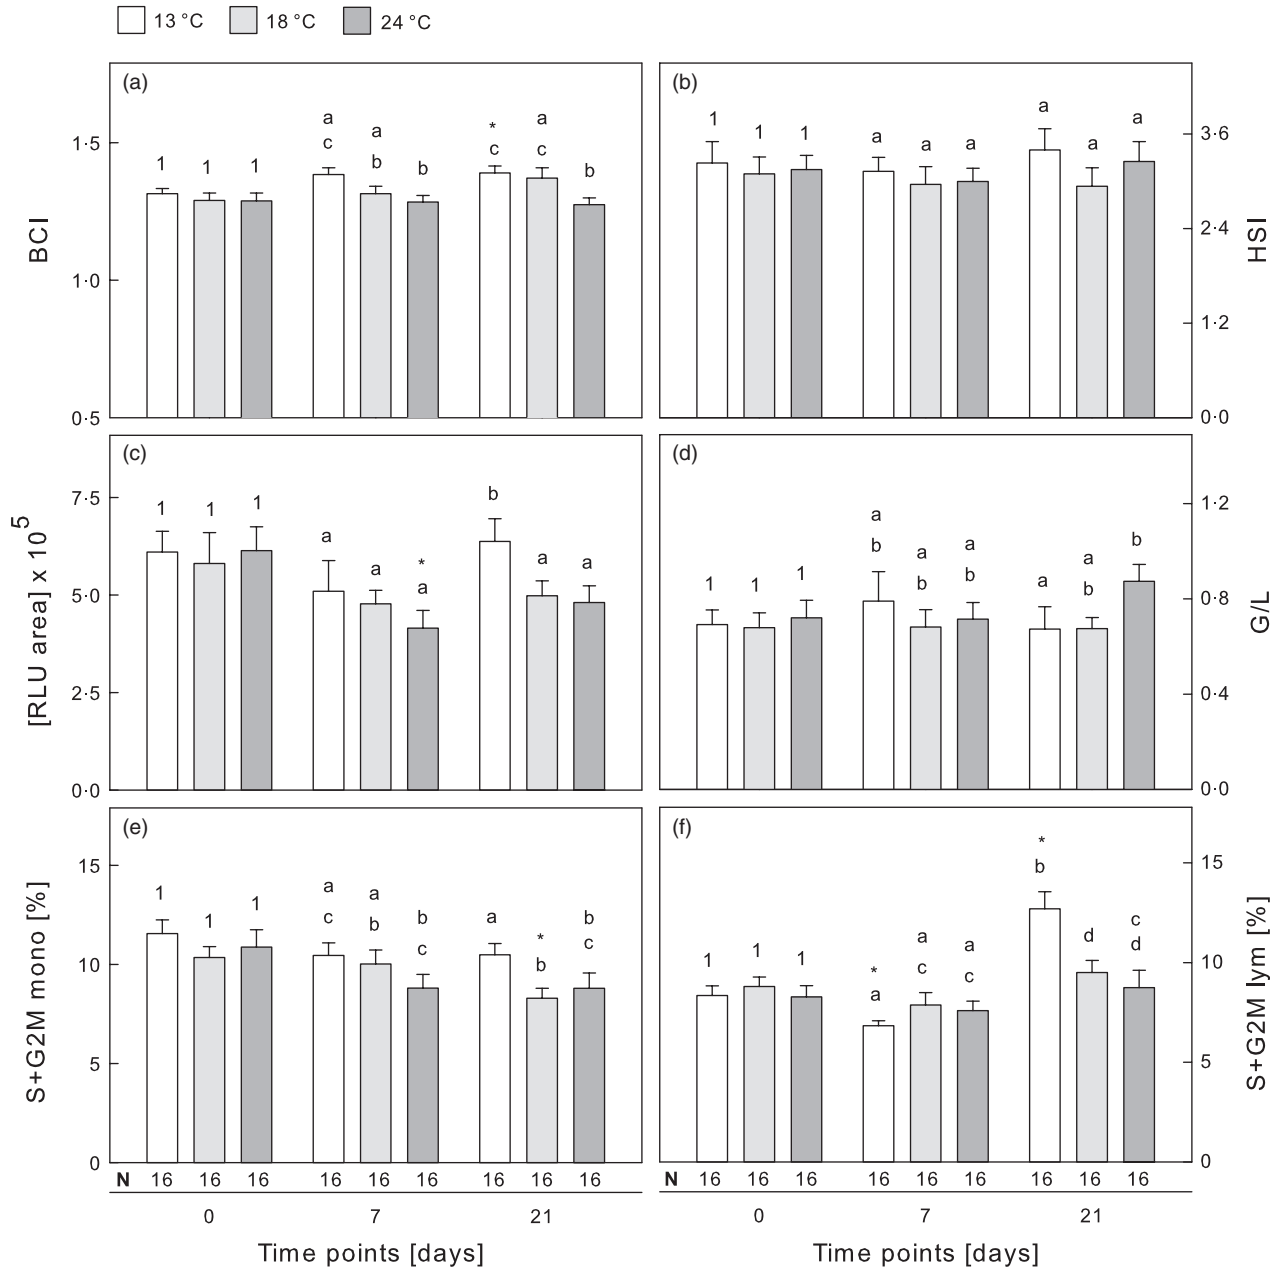 13 °C 18 °C 24 °C
(a)
BCI
1·5
1·0
0·5
1 1 1
a a * a
c b b c c b
(b)
HSI
3·6
2·4
1·2
0·0
1 1 1 a a a a a a
(c)
[RLU area] x 10⁵
7·5
5·0
2·5
0·0
1 1 1 a a * b a a
a
(d)
G/L
1·2
0·8
0·4
0·0
1 1 1
a a a a a b
b b b b
(e)
S+G2M mono [%]
15
10
5
0
1 1 1
a a b a * b
c b c b c
(f)
S+G2M lym [%]
15
10
5
0
1 1 1
* a a * d c
a c c b d
N 16 16 16 16 16 16 16 16 16
0 7 21
Time points [days]
N 16 16 16 16 16 16 16 16 16
0 7 21
Time points [days]